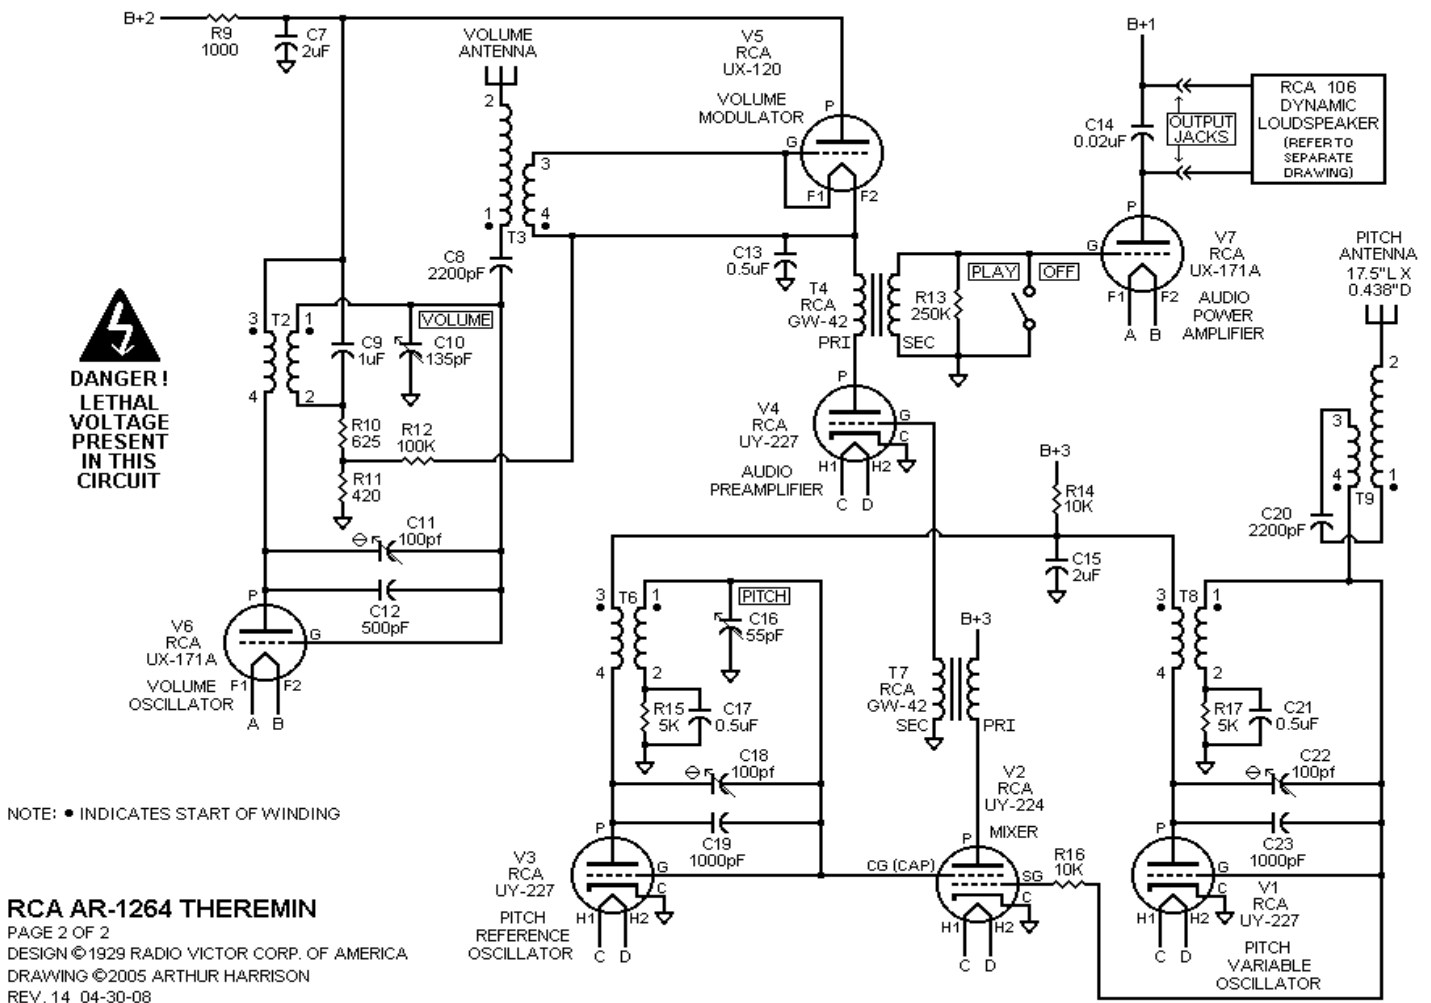 B+2
R9
1000
C7
2uF
VOLUME
ANTENNA
2
1
T3
3
4
C8
2200pF
V5
RCA
UX-120
VOLUME
MODULATOR
P
G
F1
F2
B+1
C14
0.02uF
OUTPUT
JACKS
RCA 106
DYNAMIC
LOUDSPEAKER
(REFER TO
SEPARATE
DRAWING)
P
G
V7
RCA
UX-171A
F1
F2
A
B
AUDIO
POWER
AMPLIFIER
PITCH
ANTENNA
17.5"L X
0.438"D
2
3
4
1
T9
C20
2200pF
C13
0.5uF
T4
RCA
GW-42
PRI
SEC
R13
250K
PLAY
OFF
DANGER!
LETHAL
VOLTAGE
PRESENT
IN THIS
CIRCUIT
3
T2
1
4
2
C9
1uF
VOLUME
C10
135pF
R10
625
R12
100K
R11
420
C11
100pf
C12
500pF
P
G
V6
RCA
UX-171A
VOLUME
OSCILLATOR
F1
F2
A
B
P
V4
RCA
UY-227
G
C
H1
H2
AUDIO
PREAMPLIFIER
C
D
B+3
R14
10K
C15
2uF
3
T6
1
4
2
PITCH
C16
55pF
R15
5K
C17
0.5uF
C18
100pf
C19
1000pF
B+3
T7
RCA
GW-42
SEC
PRI
3
T8
1
4
2
R17
5K
C21
0.5uF
C22
100pf
C23
1000pF
V2
RCA
UY-224
MIXER
P
CG (CAP)
SG
C
R16
10K
H1
H2
C
D
P
V3
RCA
UY-227
G
C
PITCH
REFERENCE
OSCILLATOR
H1
H2
C
D
P
G
C
V1
RCA
UY-227
H1
H2
C
D
PITCH
VARIABLE
OSCILLATOR
NOTE: • INDICATES START OF WINDING
RCA AR-1264 THEREMIN
PAGE 2 OF 2
DESIGN ©1929 RADIO VICTOR CORP. OF AMERICA
DRAWING ©2005 ARTHUR HARRISON
REV. 14 04-30-08